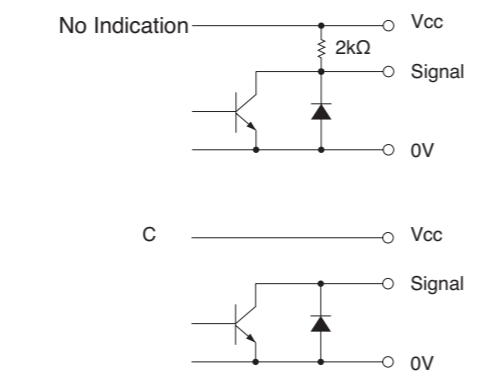 No Indication Vcc
2kΩ
Signal
0V
C Vcc
Signal
0V